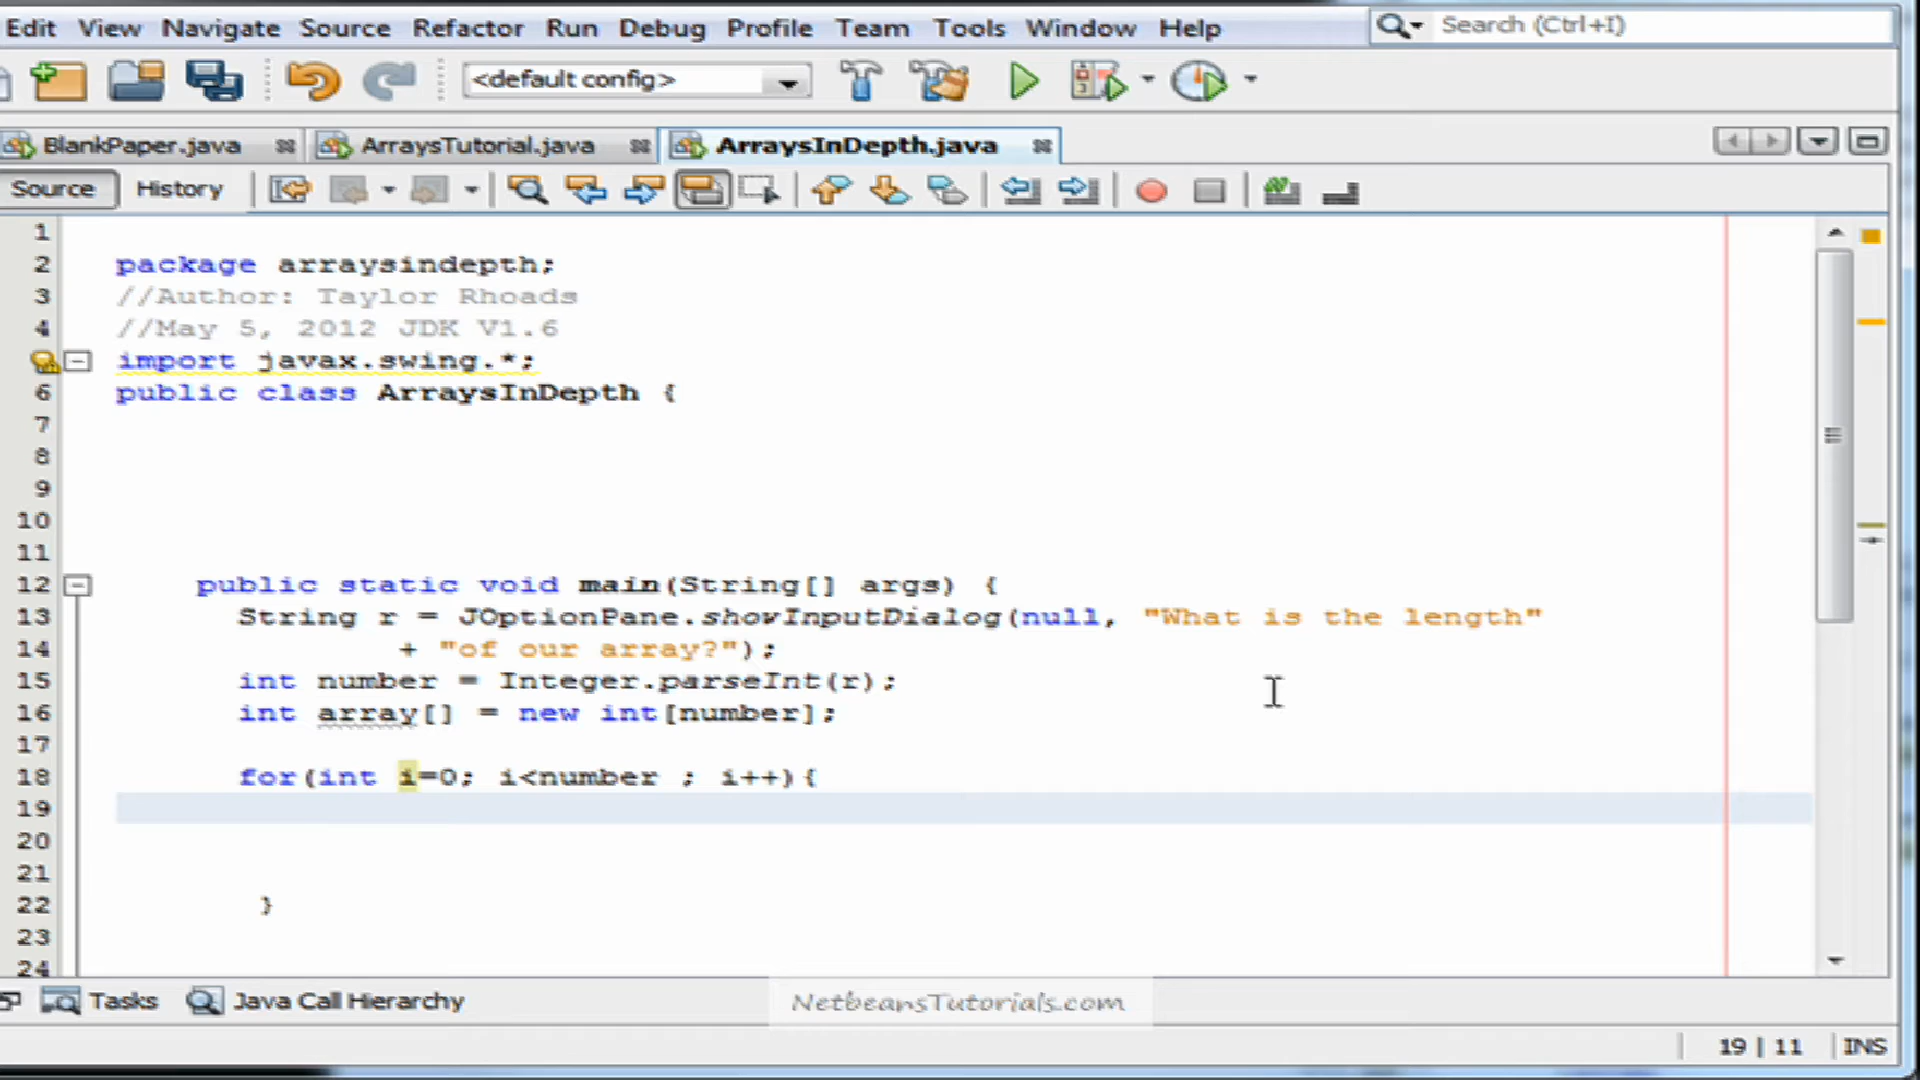 Edit View Navigate Source Refactor Run Debug Profile Team Tools Window Help Search (Ctrl+I)
<default config>
BlankPaper.java ArraysTutorial.java ArraysInDepth.java
Source History
1
2 package arraysindepth;
3 //Author: Taylor Rhoads
4 //May 5, 2012 JDK V1.6
import javax.swing.*;
6 public class ArraysInDepth {
7
8
9
10
11
12 public static void main(String[] args) {
13 String r = JOptionPane.showInputDialog(null, "What is the length"
14 + "of our array?");
15 int number = Integer.parseInt(r);
16 int array[] = new int[number];
17
18 for(int i=0; i<number ; i++){
19
20
21
22 }
23
24
Tasks Java Call Hierarchy NetbeansTutorials.com
19 | 11 INS